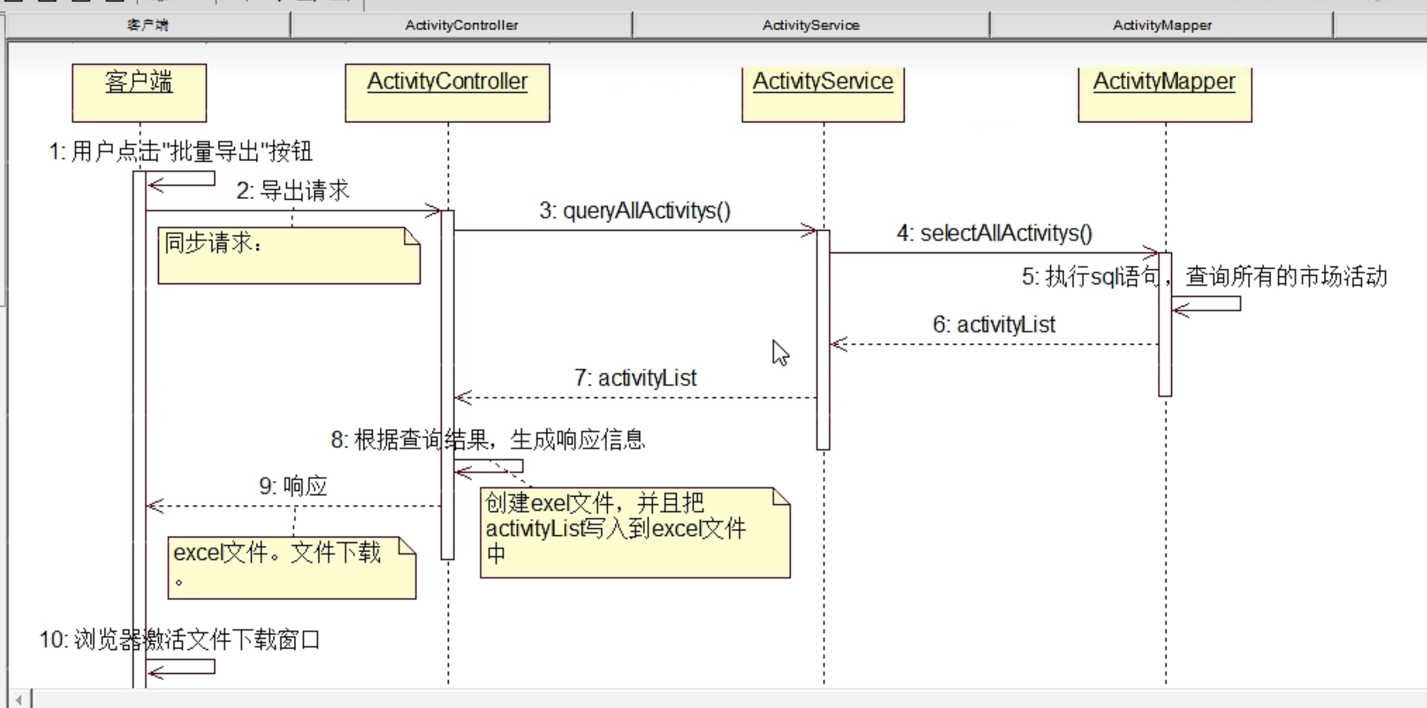 客户端 ActivityController ActivityService ActivityMapper
客户端 ActivityController ActivityService ActivityMapper
1: 用户点击"批量导出"按钮
2: 导出请求
同步请求：
3: queryAllActivitys()
4: selectAllActivitys()
5: 执行sql语句，查询所有的市场活动
6: activityList
7: activityList
8: 根据查询结果，生成响应信息
创建exel文件，并且把
activityList写入到excel文件
中
9: 响应
excel文件。文件下载
。
10: 浏览器激活文件下载窗口